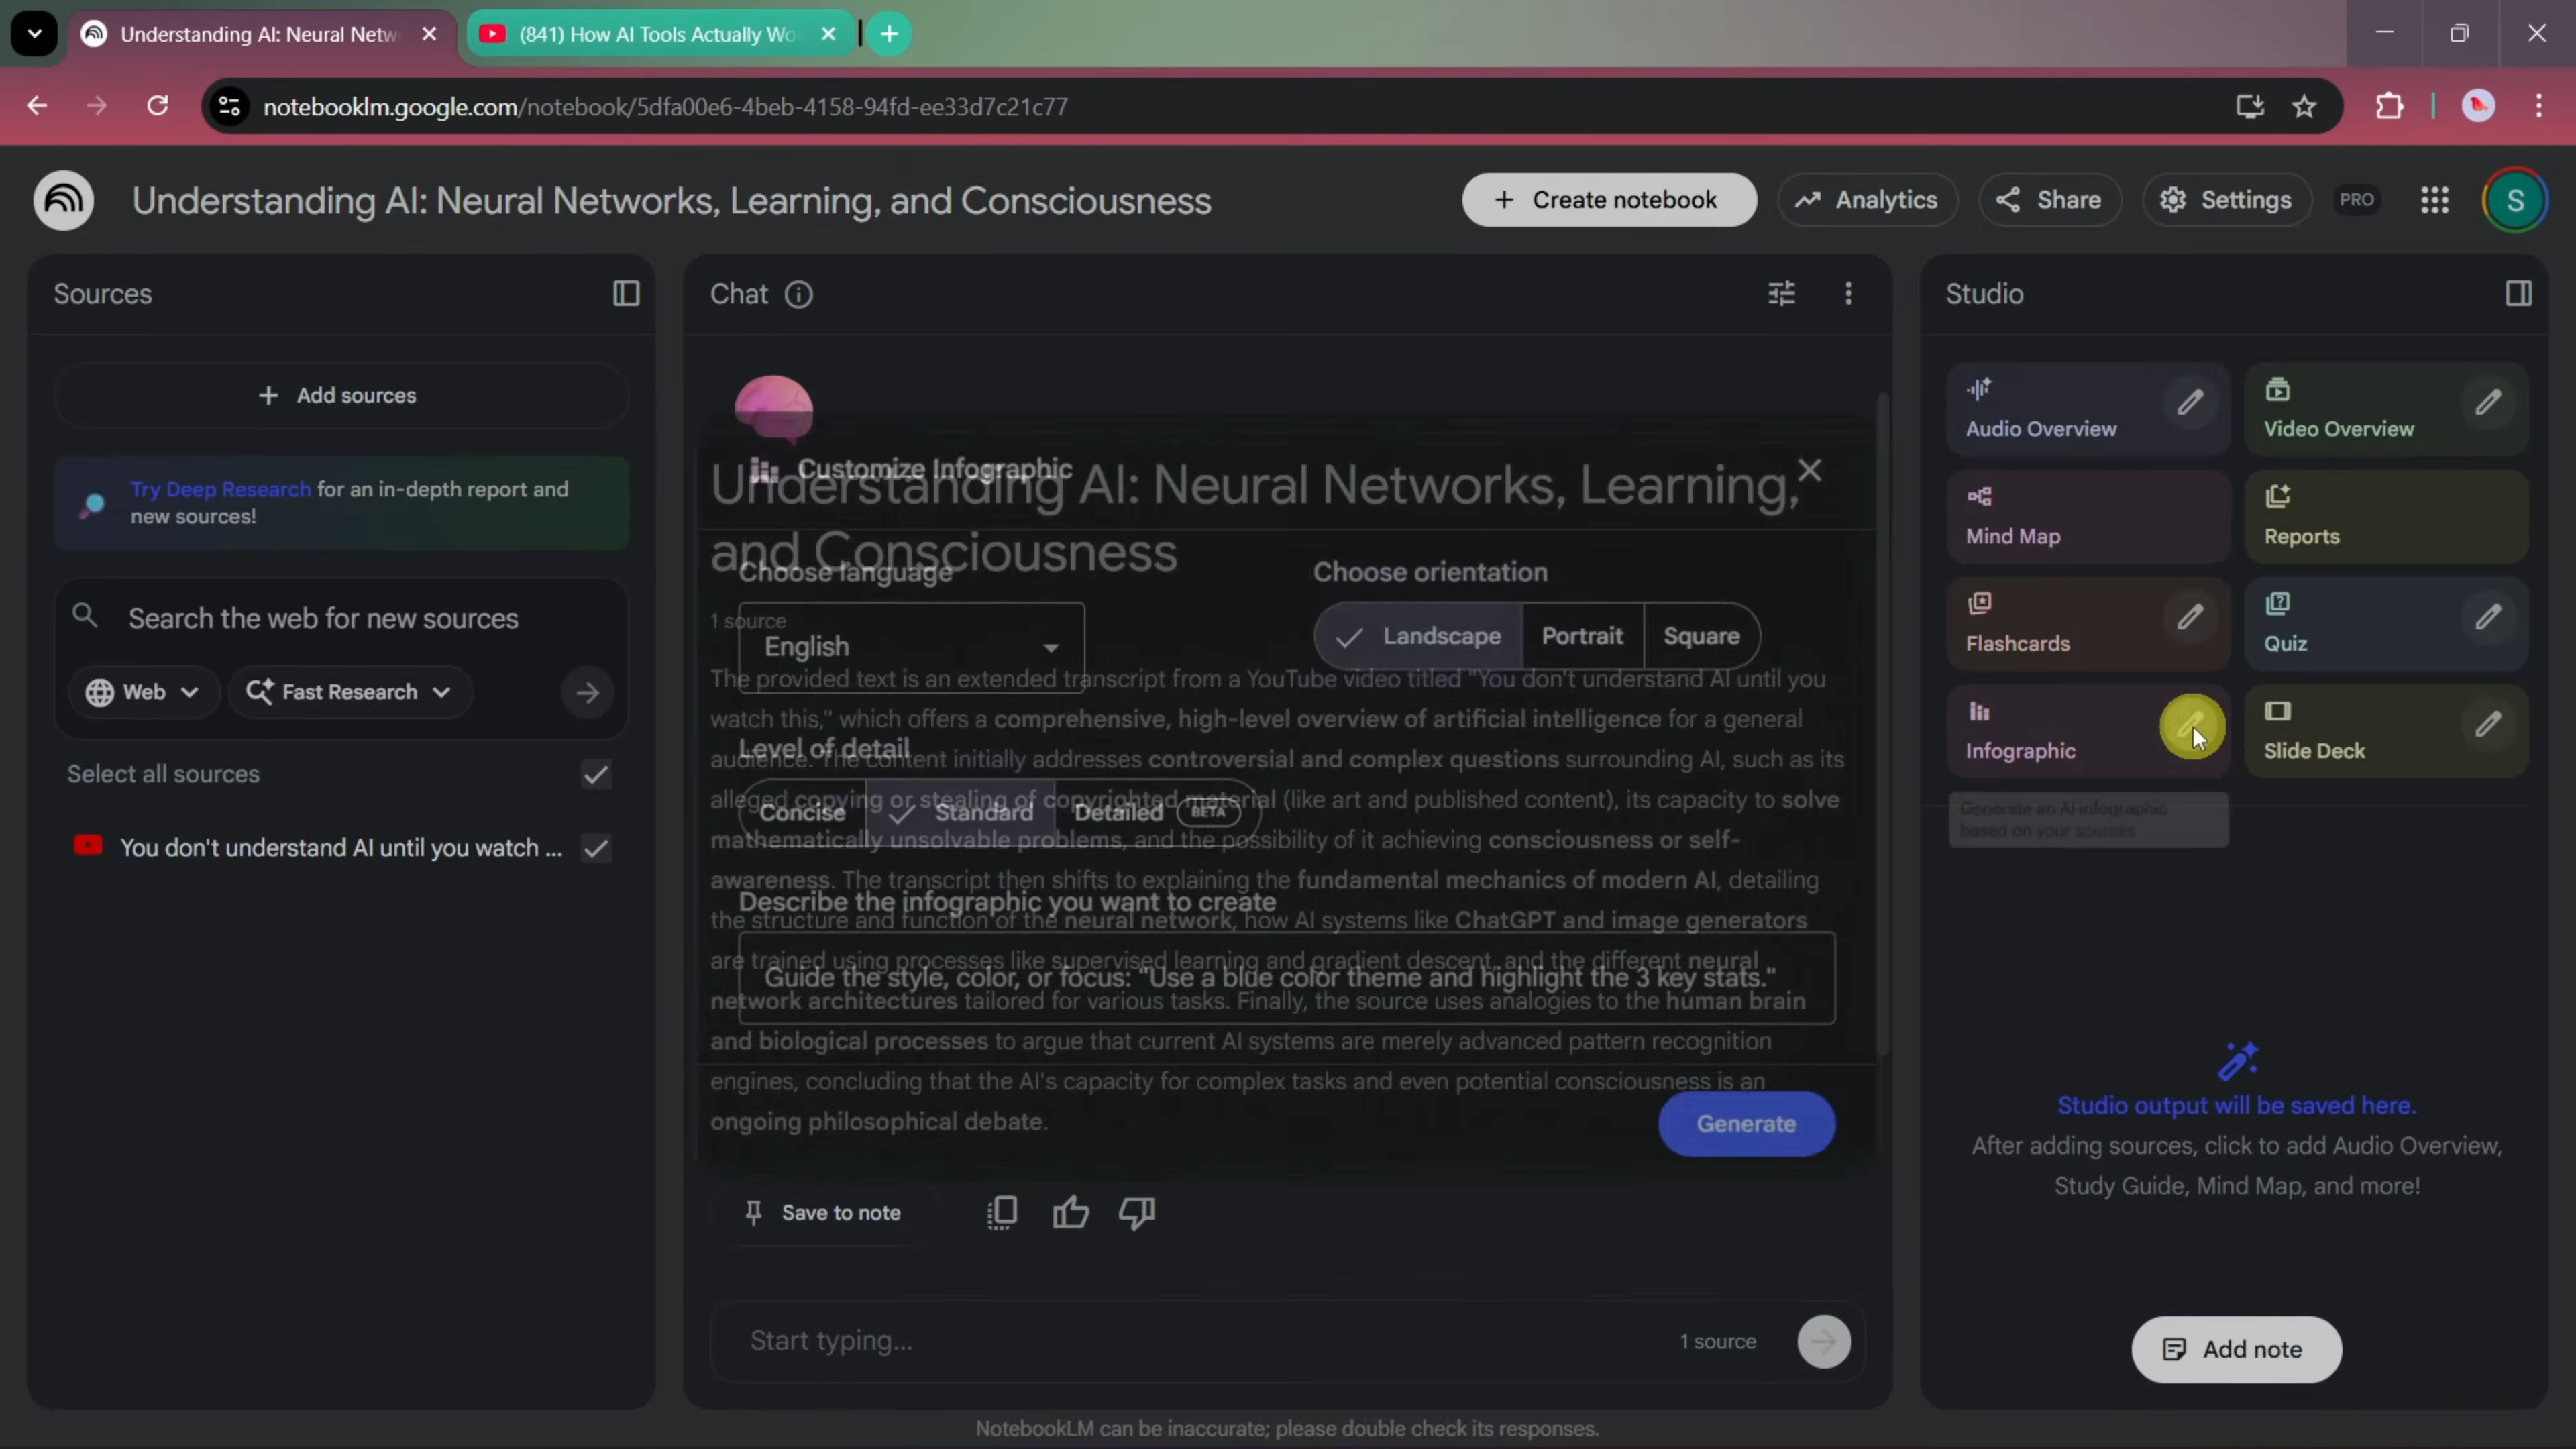 Understanding AI: Neural Netw
(841) How AI Tools Actually Wo
notebooklm.google.com/notebook/5dfa00e6-4beb-4158-94fd-ee33d7c21c77
Understanding AI: Neural Networks, Learning, and Consciousness
Create notebook
Analytics
Share
Settings
PRO
S
Sources
Add sources
Try Deep Research for an in-depth report and
new sources!
Search the web for new sources
Web
Fast Research
Select all sources
You don't understand AI until you watch ...
Chat
Customize Infographic
Understanding AI: Neural Networks, Learning,
and Consciousness
Choose language
Choose orientation
1 source
English
Landscape
Portrait
Square
The provided text is an extended transcript from a YouTube video titled "You don't understand AI until you
watch this," which offers a comprehensive, high-level overview of artificial intelligence for a general
Level of detail
audience. The content initially addresses controversial and complex questions surrounding AI, such as its
alleged copying or stealing of copyrighted material (like art and published content), its capacity to solve
Concise
Standard
Detailed
BETA
mathematically unsolvable problems, and the possibility of it achieving consciousness or self-
awareness. The transcript then shifts to explaining the fundamental mechanics of modern AI, detailing
Describe the infographic you want to create
the structure and function of the neural network, how AI systems like ChatGPT and image generators
are trained using processes like supervised learning and gradient descent, and the different neural
Guide the style, color, or focus: "Use a blue color theme and highlight the 3 key stats."
network architectures tailored for various tasks. Finally, the source uses analogies to the human brain
and biological processes to argue that current AI systems are merely advanced pattern recognition
engines, concluding that the AI's capacity for complex tasks and even potential consciousness is an
ongoing philosophical debate.
Generate
Save to note
Start typing...
1 source
Studio
Audio Overview
Video Overview
Mind Map
Reports
Flashcards
Quiz
Infographic
Slide Deck
Generate an AI infographic
based on your sources
Studio output will be saved here.
After adding sources, click to add Audio Overview,
Study Guide, Mind Map, and more!
Add note
NotebookLM can be inaccurate; please double check its responses.